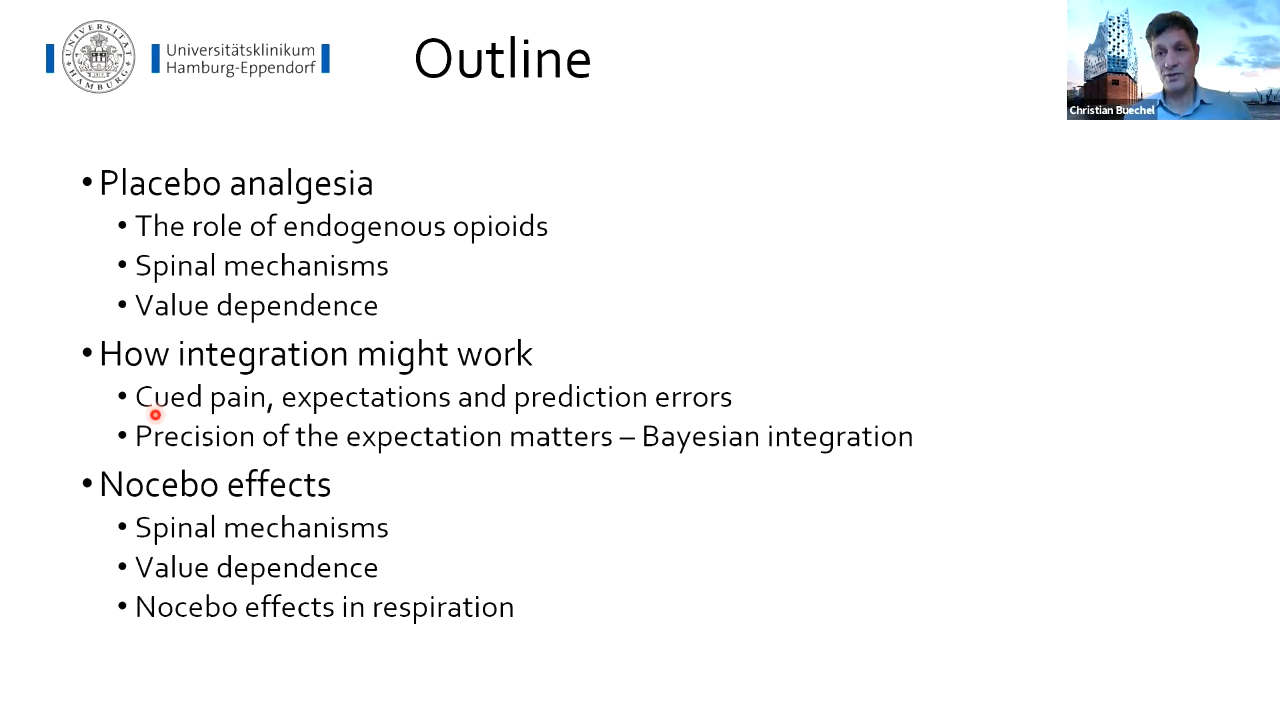 UNIVERSITAT
HAMBURG
Universitätsklinikum
Hamburg-Eppendorf
Outline
Christian Buechel
•Placebo analgesia
•The role of endogenous opioids
•Spinal mechanisms
•Value dependence
•How integration might work
•Cued pain, expectations and prediction errors
•Precision of the expectation matters – Bayesian integration
•Nocebo effects
•Spinal mechanisms
•Value dependence
•Nocebo effects in respiration